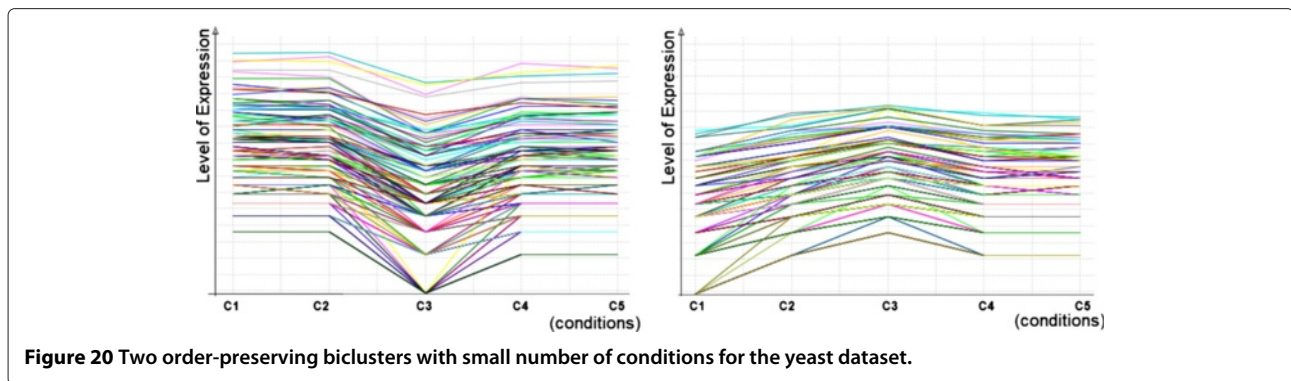 Level of Expression
C1 C2 C3 C4 C5
(conditions)
Level of Expression
C1 C2 C3 C4 C5
(conditions)
Figure 20 Two order-preserving biclusters with small number of conditions for the yeast dataset.